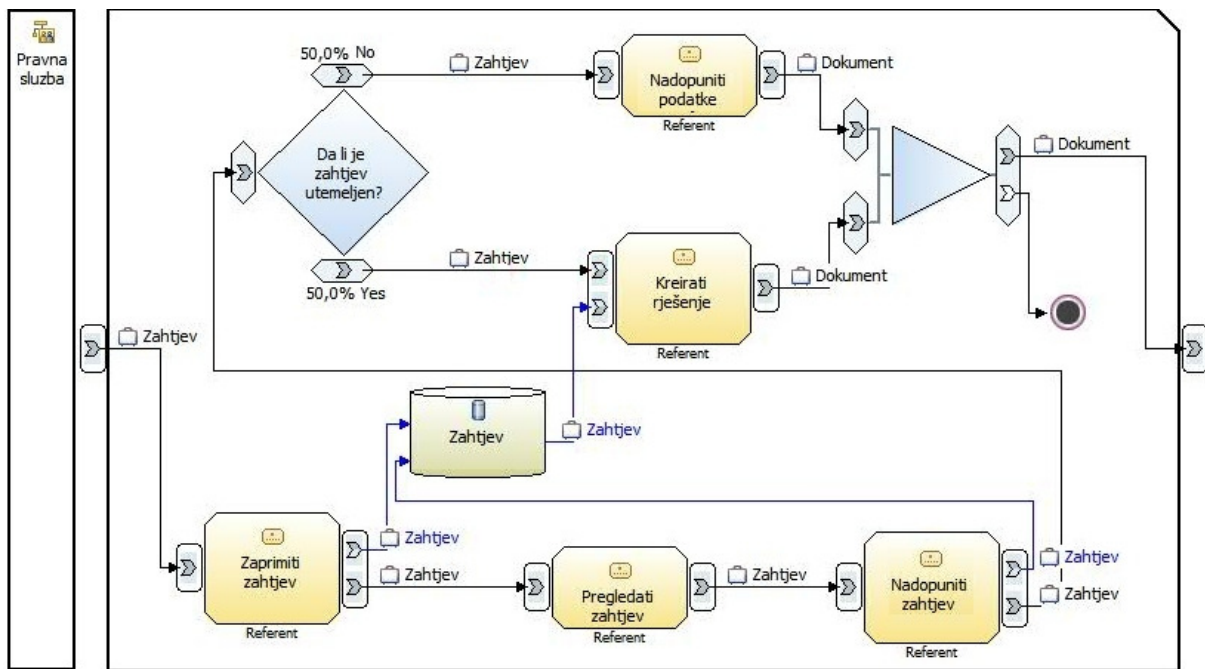 Pravna
sluzba
50,0% No
Zahtjev
Nadopuniti
podatke
Referent
Dokument
Da li je
zahtjev
utemeljen?
Dokument
Zahtjev
50,0% Yes
Kreirati
rješenje
Referent
Dokument
Zahtjev
Zahtjev
Zahtjev
Zaprimiti
zahtjev
Referent
Zahtjev
Zahtjev
Pregledati
zahtjev
Referent
Zahtjev
Nadopuniti
zahtjev
Referent
Zahtjev
Zahtjev